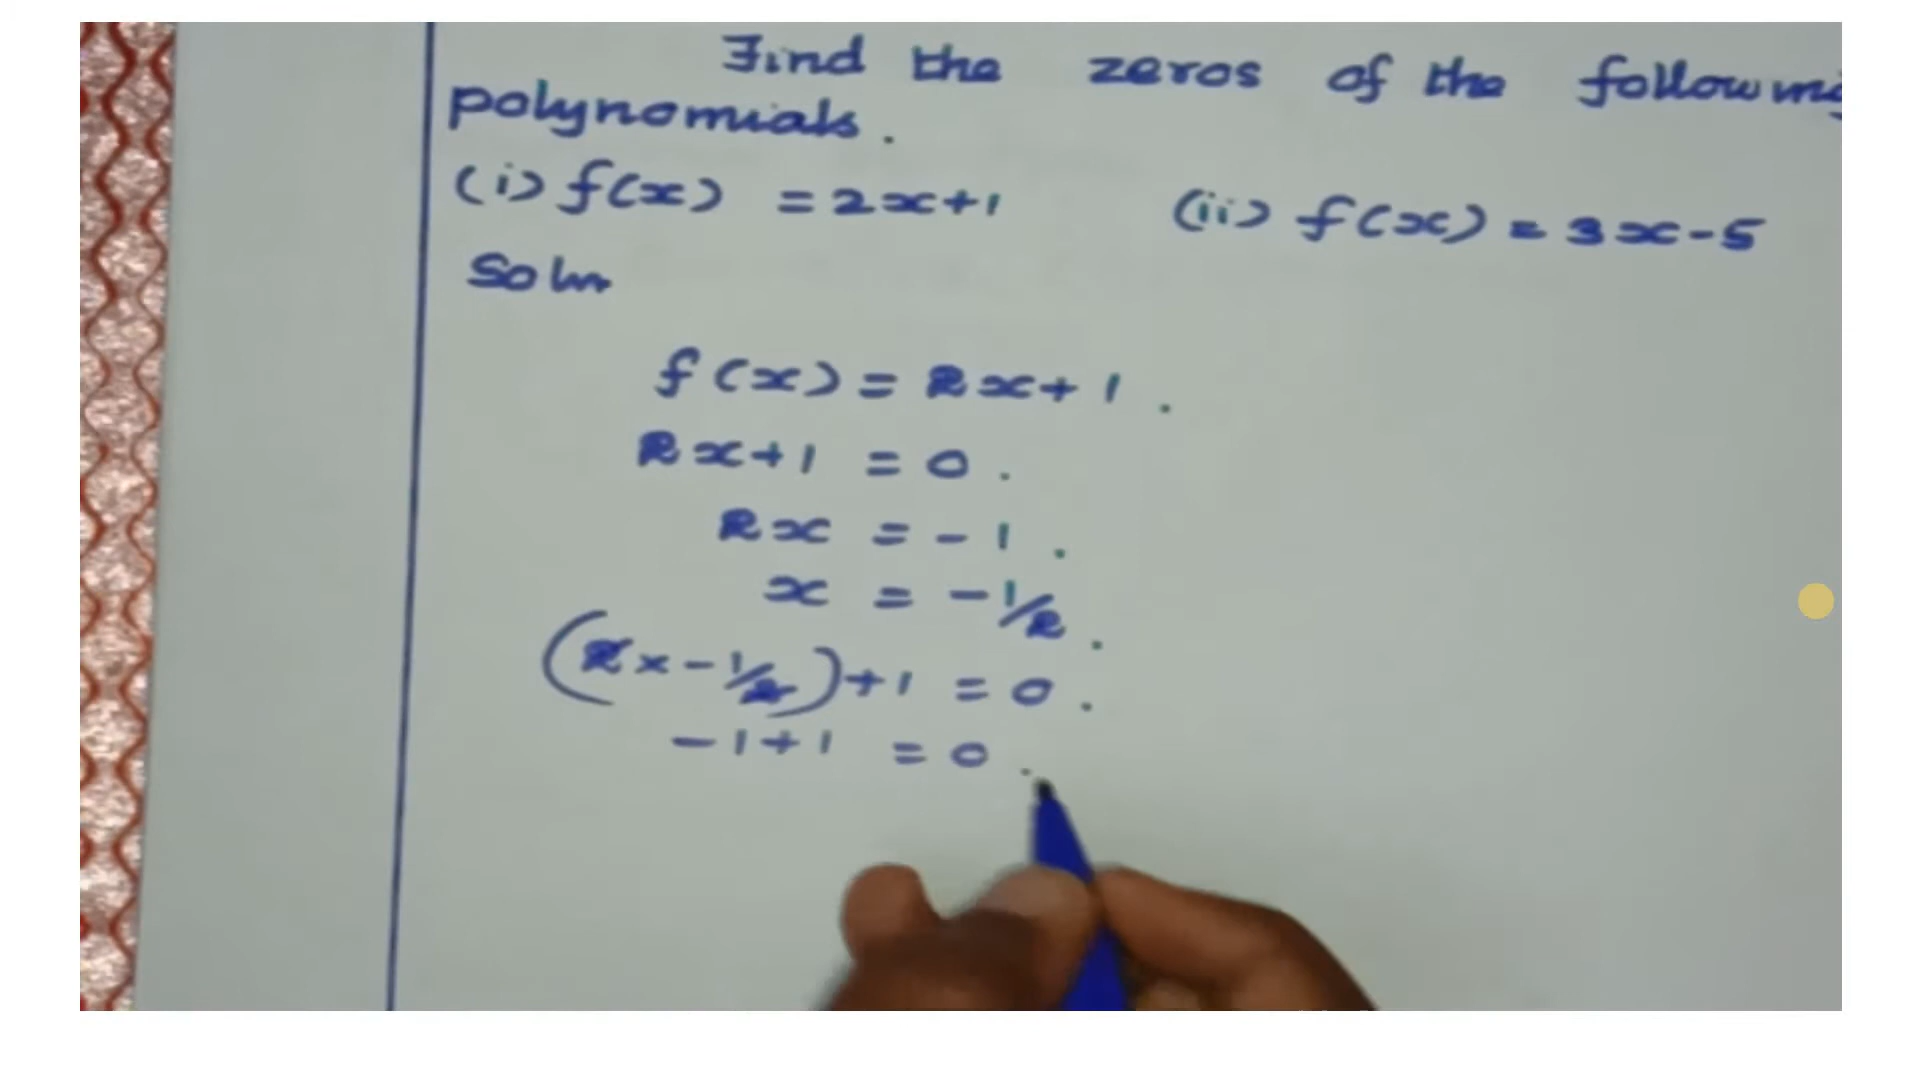 Find the zeros of the following
polynomials.
(i) f(x) = 2x+1 (ii) f(x) = 3x-5
Soln
f(x) = 2x+1.
2x+1 = 0.
2x = -1.
x = -1/2.
(2x-1/2)+1 = 0.
-1+1 = 0.